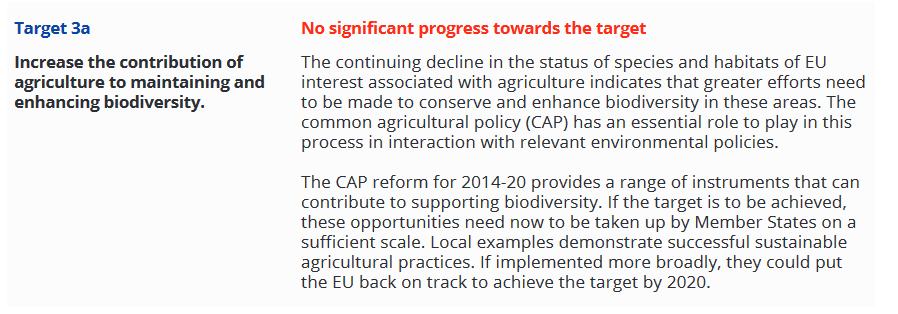 Target 3a
Increase the contribution of
agriculture to maintaining and
enhancing biodiversity.
No significant progress towards the target
The continuing decline in the status of species and habitats of EU
interest associated with agriculture indicates that greater efforts need
to be made to conserve and enhance biodiversity in these areas. The
common agricultural policy (CAP) has an essential role to play in this
process in interaction with relevant environmental policies.
The CAP reform for 2014-20 provides a range of instruments that can
contribute to supporting biodiversity. If the target is to be achieved,
these opportunities need now to be taken up by Member States on a
sufficient scale. Local examples demonstrate successful sustainable
agricultural practices. If implemented more broadly, they could put
the EU back on track to achieve the target by 2020.